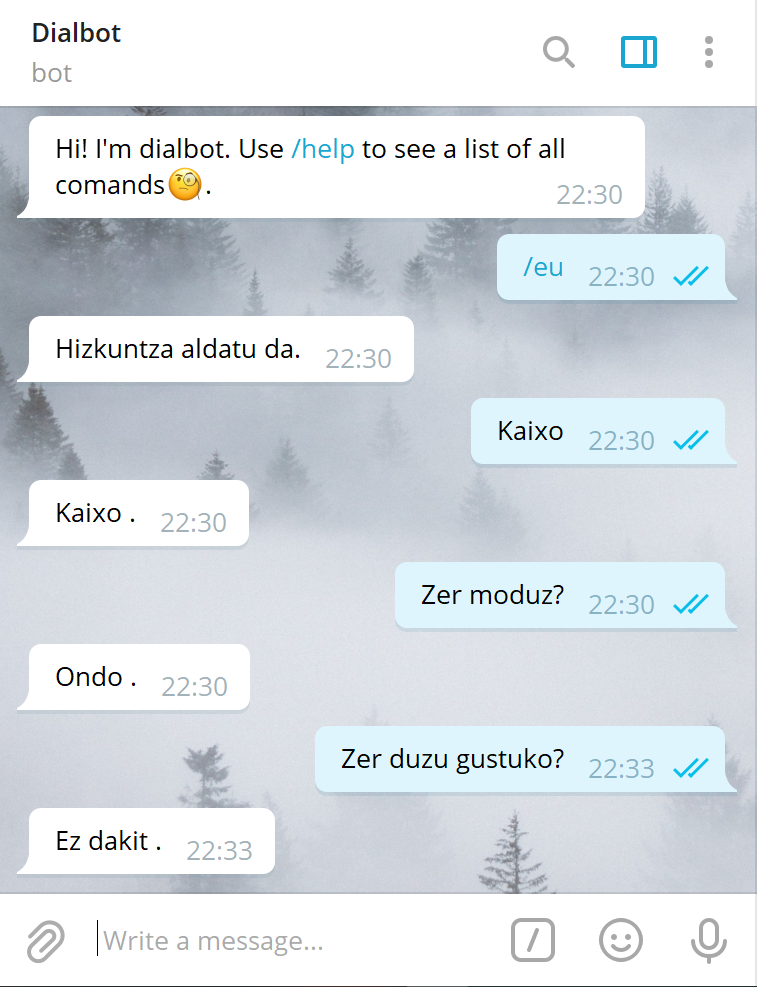 Dialbot
bot
Hi! I'm dialbot. Use /help to see a list of all
comands🧐.
22:30
/eu 22:30
Hizkuntza aldatu da. 22:30
Kaixo 22:30
Kaixo . 22:30
Zer moduz? 22:30
Ondo . 22:30
Zer duzu gustuko? 22:33
Ez dakit . 22:33
Write a message...